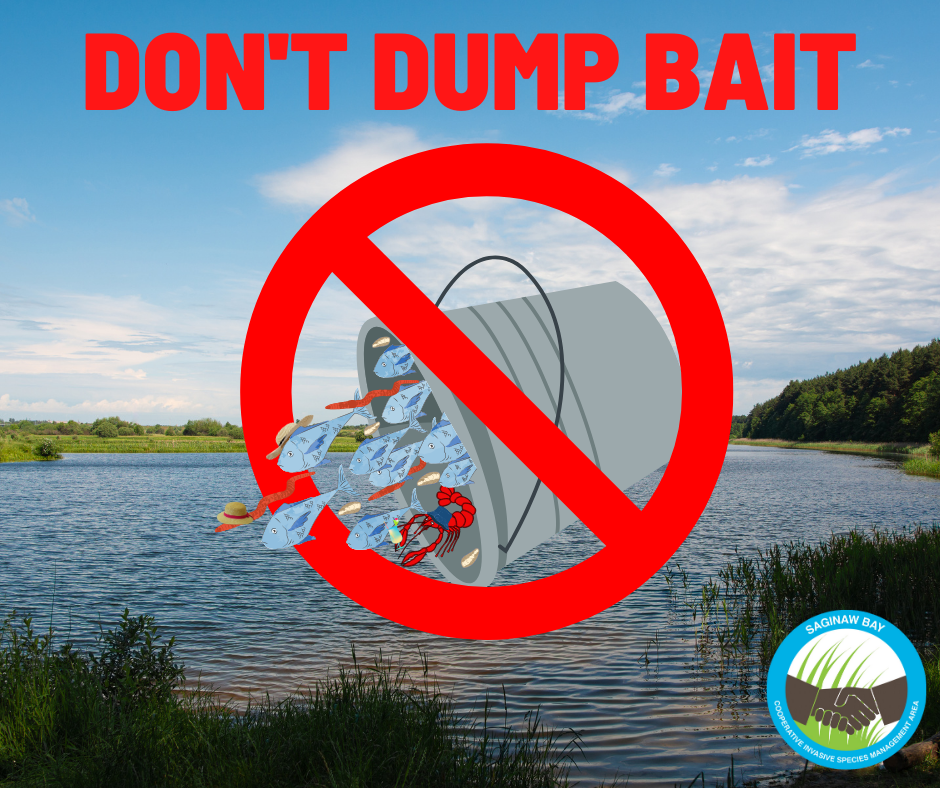 DON'T DUMP BAIT
SAGINAW BAY
COOPERATIVE INVASIVE SPECIES MANAGEMENT AREA